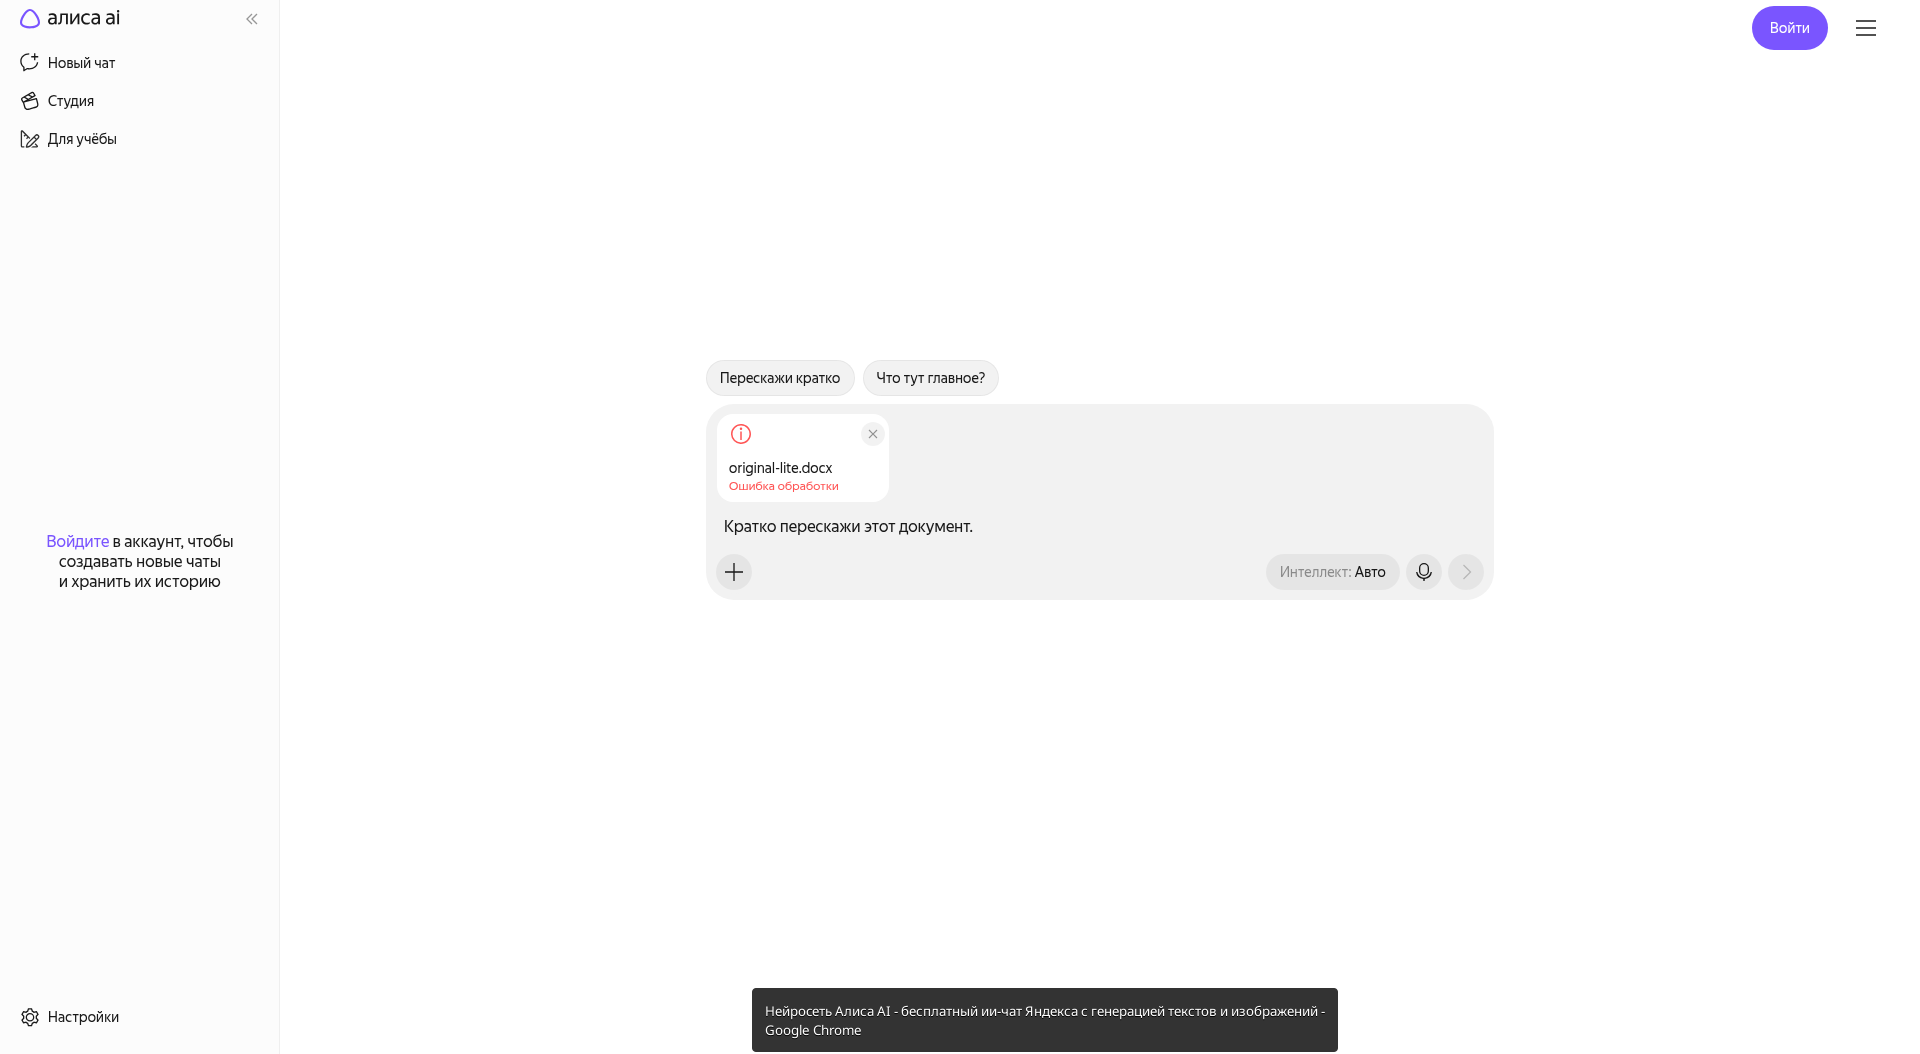 алиса ai
Новый чат
Студия
Для учёбы
Войдите в аккаунт, чтобы
создавать новые чаты
и хранить их историю
Настройки
Войти
Перескажи кратко
Что тут главное?
original-lite.docx
Ошибка обработки
Кратко перескажи этот документ.
Интеллект: Авто
Нейросеть Алиса AI - бесплатный ии-чат Яндекса с генерацией текстов и изображений -
Google Chrome